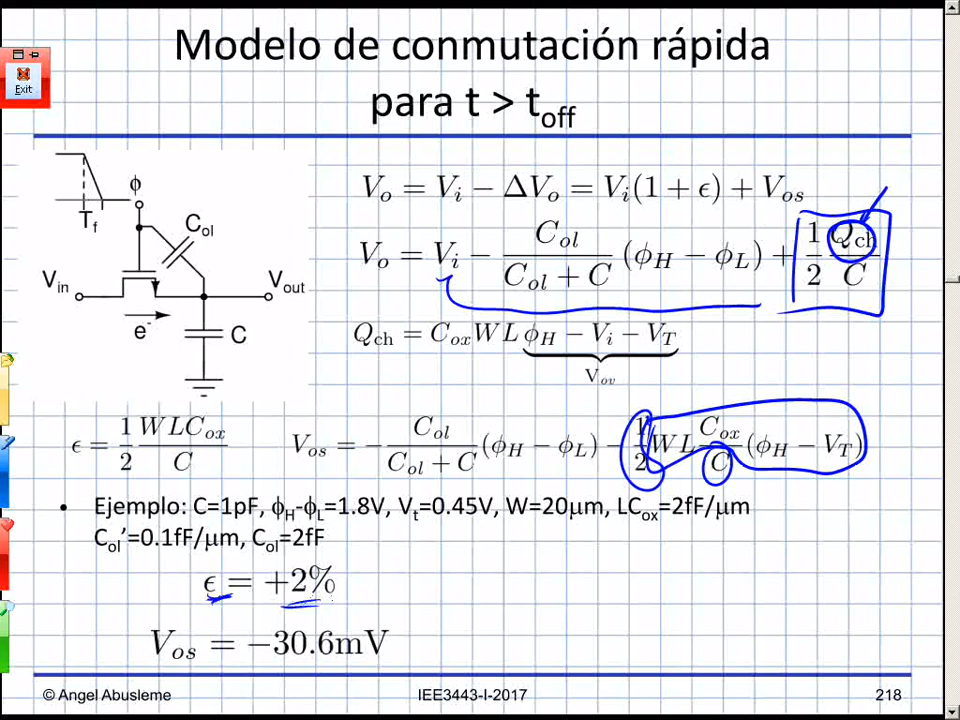 Modelo de conmutación rápida
para t > t_off
Exit
ϕ
T_f
C_ol
V_in
V_out
e⁻
C
V_o = V_i − ΔV_o = V_i(1 + ϵ) + V_os
V_o = V_i − C_ol / (C_ol + C) (ϕ_H − ϕ_L) + 1/2 Q_ch/C
Q_ch = C_ox W L ϕ_H − V_i − V_T
V_ov
ϵ = 1/2 WLC_ox/C
V_os = − C_ol / (C_ol + C) (ϕ_H − ϕ_L) − 1/2 WL C_ox/C (ϕ_H − V_T)
• Ejemplo: C=1pF, ϕ_H-ϕ_L=1.8V, V_t=0.45V, W=20μm, LC_ox=2fF/μm
C_ol'=0.1fF/μm, C_ol=2fF
ϵ = +2%
V_os = −30.6mV
© Angel Abusleme
IEE3443-I-2017
218